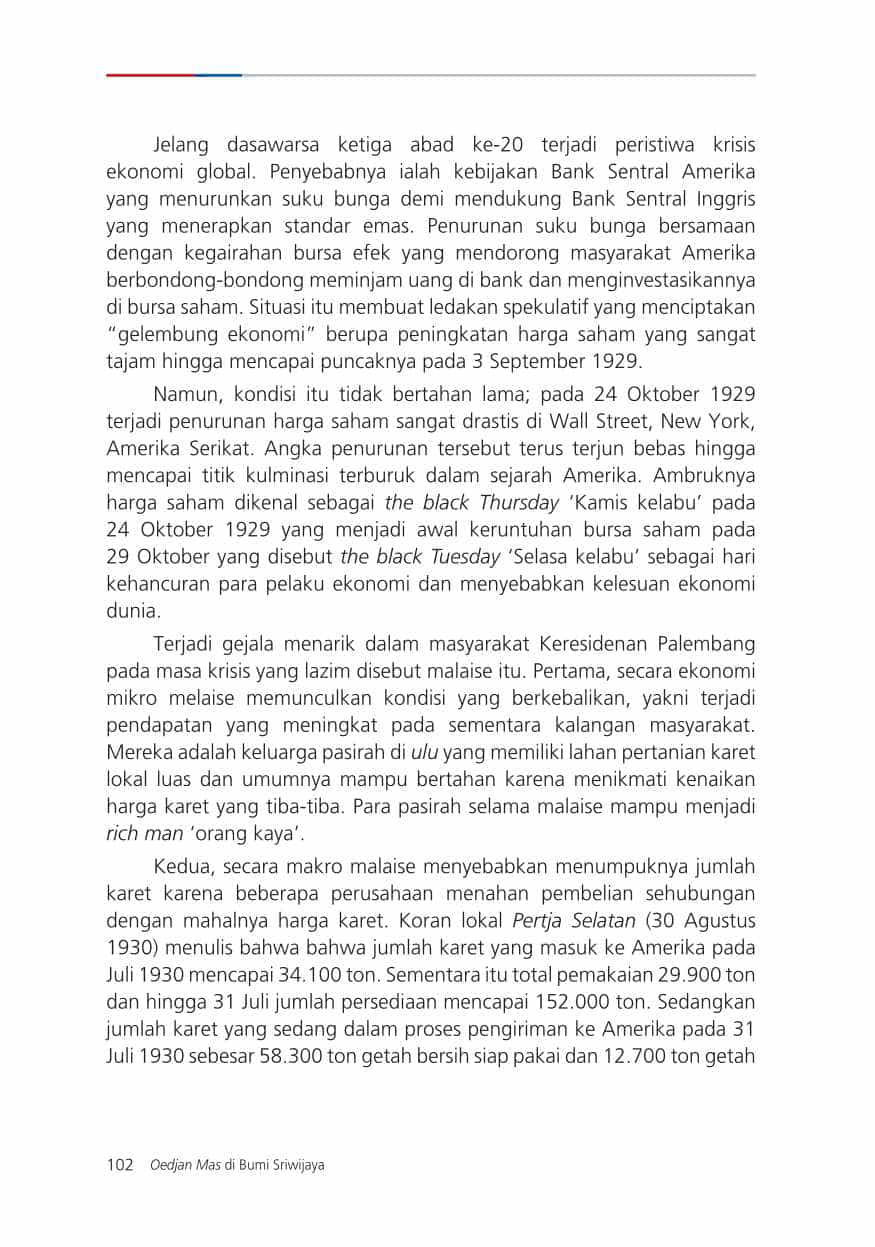 Jelang dasawarsa ketiga abad ke-20 terjadi peristiwa krisis
ekonomi global. Penyebabnya ialah kebijakan Bank Sentral Amerika
yang menurunkan suku bunga demi mendukung Bank Sentral Inggris
yang menerapkan standar emas. Penurunan suku bunga bersamaan
dengan kegairahan bursa efek yang mendorong masyarakat Amerika
berbondong-bondong meminjam uang di bank dan menginvestasikannya
di bursa saham. Situasi itu membuat ledakan spekulatif yang menciptakan
“gelembung ekonomi” berupa peningkatan harga saham yang sangat
tajam hingga mencapai puncaknya pada 3 September 1929.
Namun, kondisi itu tidak bertahan lama; pada 24 Oktober 1929
terjadi penurunan harga saham sangat drastis di Wall Street, New York,
Amerika Serikat. Angka penurunan tersebut terus terjun bebas hingga
mencapai titik kulminasi terburuk dalam sejarah Amerika. Ambruknya
harga saham dikenal sebagai the black Thursday ‘Kamis kelabu’ pada
24 Oktober 1929 yang menjadi awal keruntuhan bursa saham pada
29 Oktober yang disebut the black Tuesday ‘Selasa kelabu’ sebagai hari
kehancuran para pelaku ekonomi dan menyebabkan kelesuan ekonomi
dunia.
Terjadi gejala menarik dalam masyarakat Keresidenan Palembang
pada masa krisis yang lazim disebut malaise itu. Pertama, secara ekonomi
mikro melaise memunculkan kondisi yang berkebalikan, yakni terjadi
pendapatan yang meningkat pada sementara kalangan masyarakat.
Mereka adalah keluarga pasirah di ulu yang memiliki lahan pertanian karet
lokal luas dan umumnya mampu bertahan karena menikmati kenaikan
harga karet yang tiba-tiba. Para pasirah selama malaise mampu menjadi
rich man ‘orang kaya’.
Kedua, secara makro malaise menyebabkan menumpuknya jumlah
karet karena beberapa perusahaan menahan pembelian sehubungan
dengan mahalnya harga karet. Koran lokal Pertja Selatan (30 Agustus
1930) menulis bahwa bahwa jumlah karet yang masuk ke Amerika pada
Juli 1930 mencapai 34.100 ton. Sementara itu total pemakaian 29.900 ton
dan hingga 31 Juli jumlah persediaan mencapai 152.000 ton. Sedangkan
jumlah karet yang sedang dalam proses pengiriman ke Amerika pada 31
Juli 1930 sebesar 58.300 ton getah bersih siap pakai dan 12.700 ton getah
102 Oedjan Mas di Bumi Sriwijaya